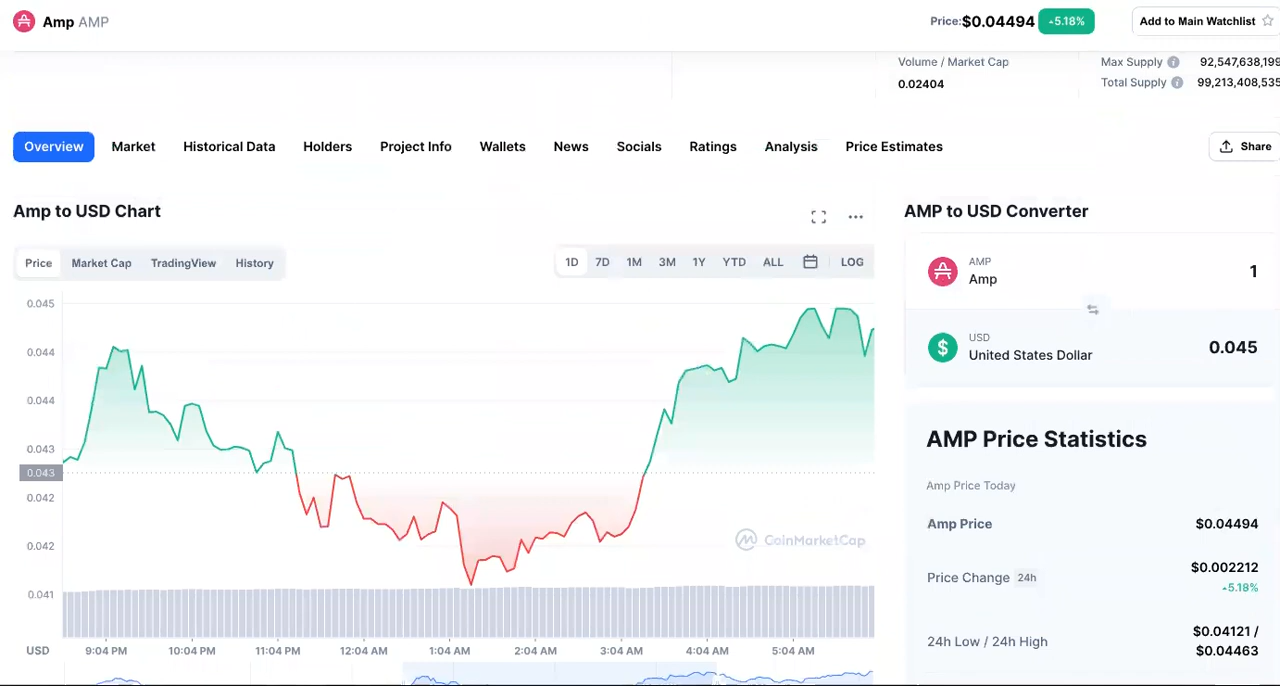 Amp AMP
Price:$0.04494 5.18% Add to Main Watchlist
Volume / Market Cap
0.02404
Max Supply 92,547,638,199
Total Supply 99,213,408,535
Overview Market Historical Data Holders Project Info Wallets News Socials Ratings Analysis Price Estimates Share
Amp to USD Chart
Price Market Cap TradingView History
1D 7D 1M 3M 1Y YTD ALL LOG
0.045
0.044
0.044
0.043
0.043
0.042
0.042
0.041
CoinMarketCap
USD 9:04 PM 10:04 PM 11:04 PM 12:04 AM 1:04 AM 2:04 AM 3:04 AM 4:04 AM 5:04 AM
AMP to USD Converter
AMP
Amp 1
USD
United States Dollar 0.045
AMP Price Statistics
Amp Price Today
Amp Price $0.04494
Price Change 24h $0.002212
5.18%
24h Low / 24h High $0.04121 /
$0.04463